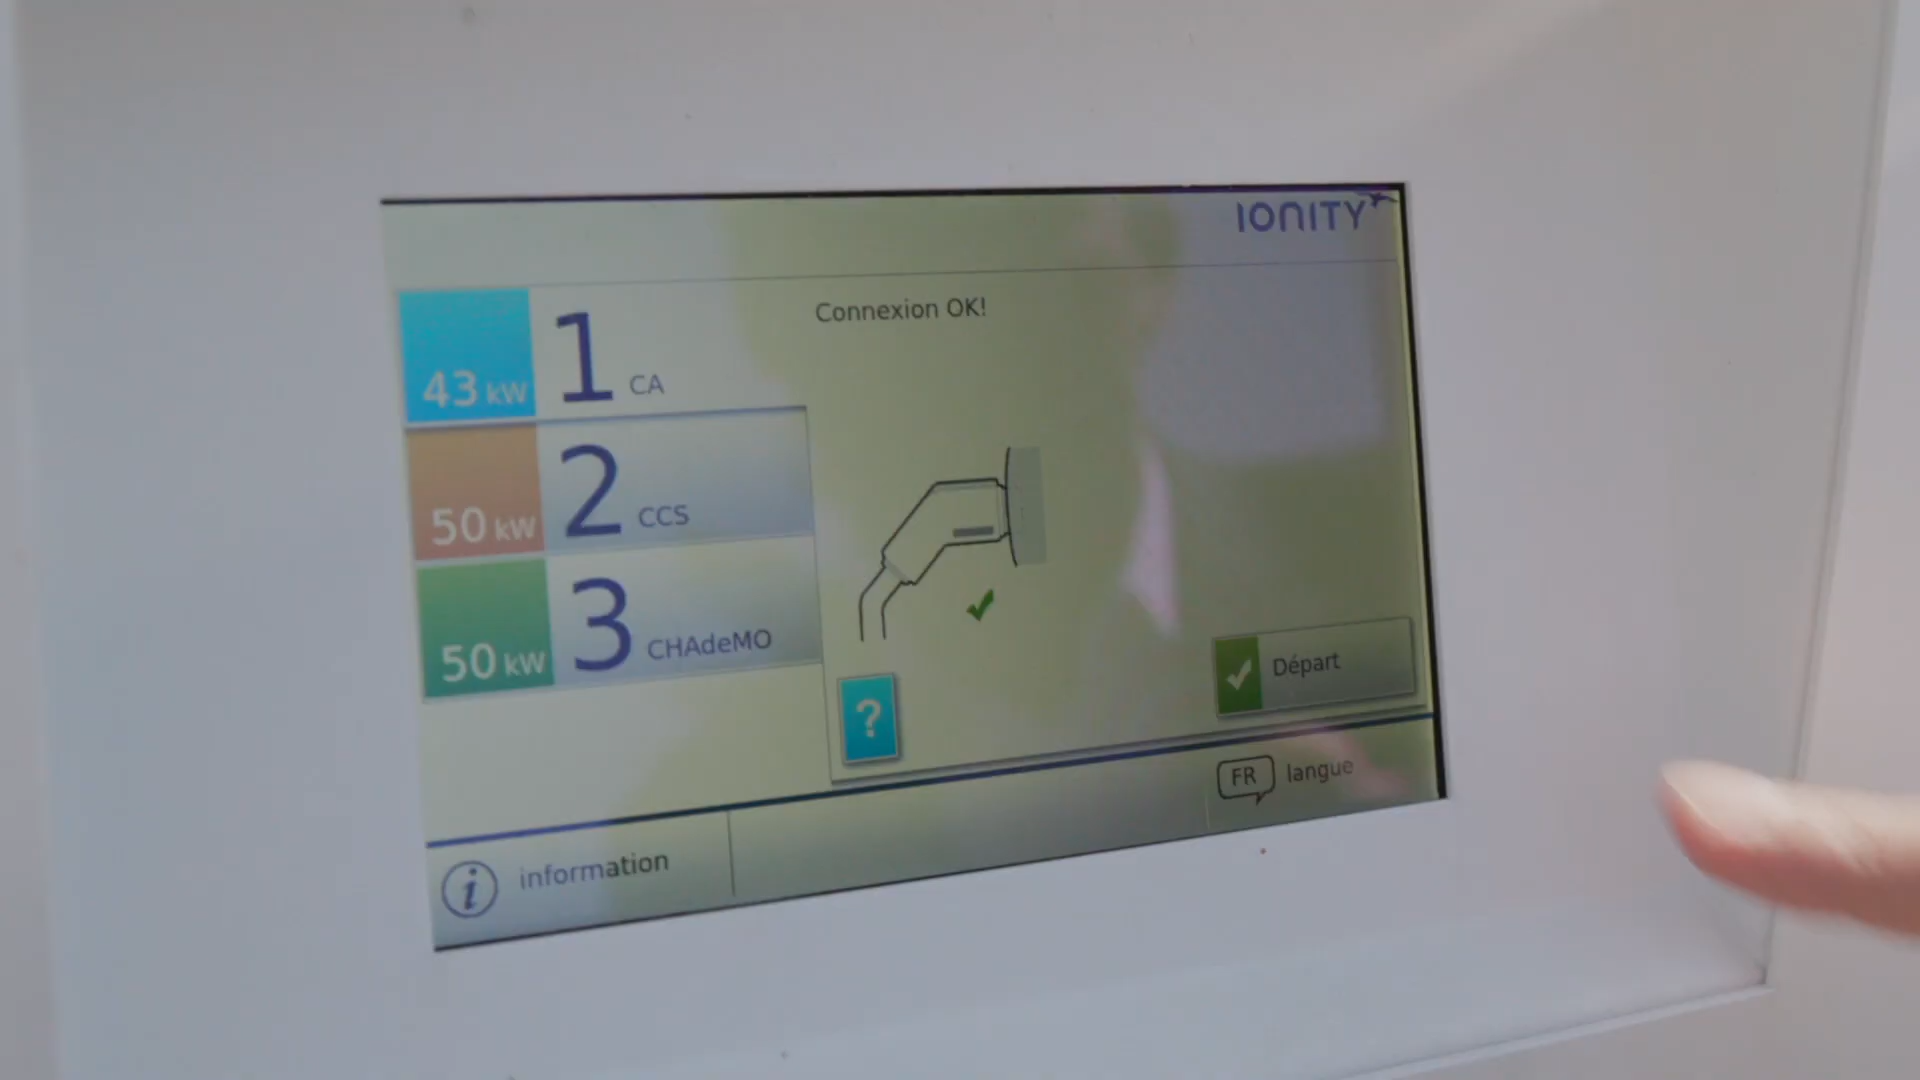 IONITY
43 kW 1 CA
Connexion OK!
50 kW 2 CCS
50 kW 3 CHAdeMO
?
Départ
i information
FR langue